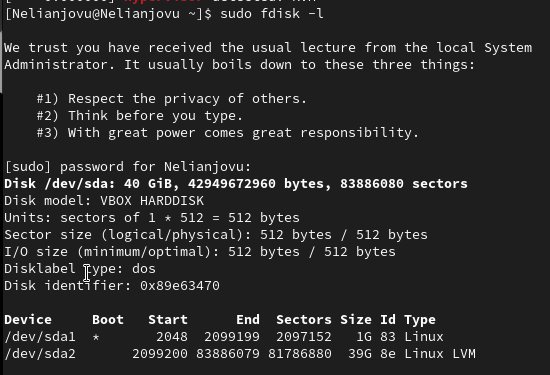 [Nelianjovu@Nelianjovu ~]$ sudo fdisk -l
We trust you have received the usual lecture from the local System
Administrator. It usually boils down to these three things:
#1) Respect the privacy of others.
#2) Think before you type.
#3) With great power comes great responsibility.
[sudo] password for Nelianjovu:
Disk /dev/sda: 40 GiB, 42949672960 bytes, 83886080 sectors
Disk model: VBOX HARDDISK
Units: sectors of 1 * 512 = 512 bytes
Sector size (logical/physical): 512 bytes / 512 bytes
I/O size (minimum/optimal): 512 bytes / 512 bytes
Disklabel type: dos
Disk identifier: 0x89e63470
Device Boot Start End Sectors Size Id Type
/dev/sda1 * 2048 2099199 2097152 1G 83 Linux
/dev/sda2 2099200 83886079 81786880 39G 8e Linux LVM